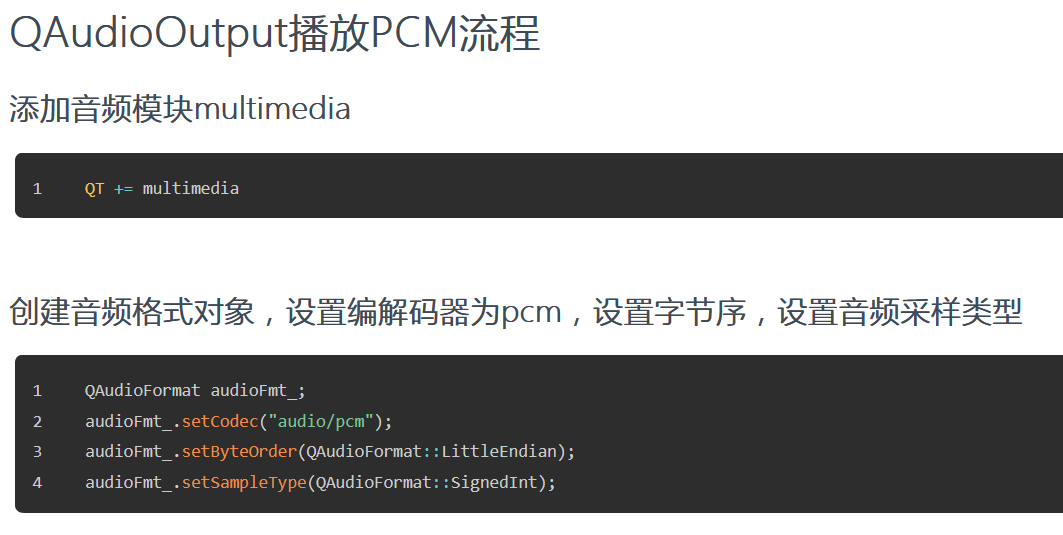 QAudioOutput播放PCM流程
添加音频模块multimedia
1 QT += multimedia
创建音频格式对象，设置编解码器为pcm，设置字节序，设置音频采样类型
1 QAudioFormat audioFmt_;
2 audioFmt_.setCodec("audio/pcm");
3 audioFmt_.setByteOrder(QAudioFormat::LittleEndian);
4 audioFmt_.setSampleType(QAudioFormat::SignedInt);